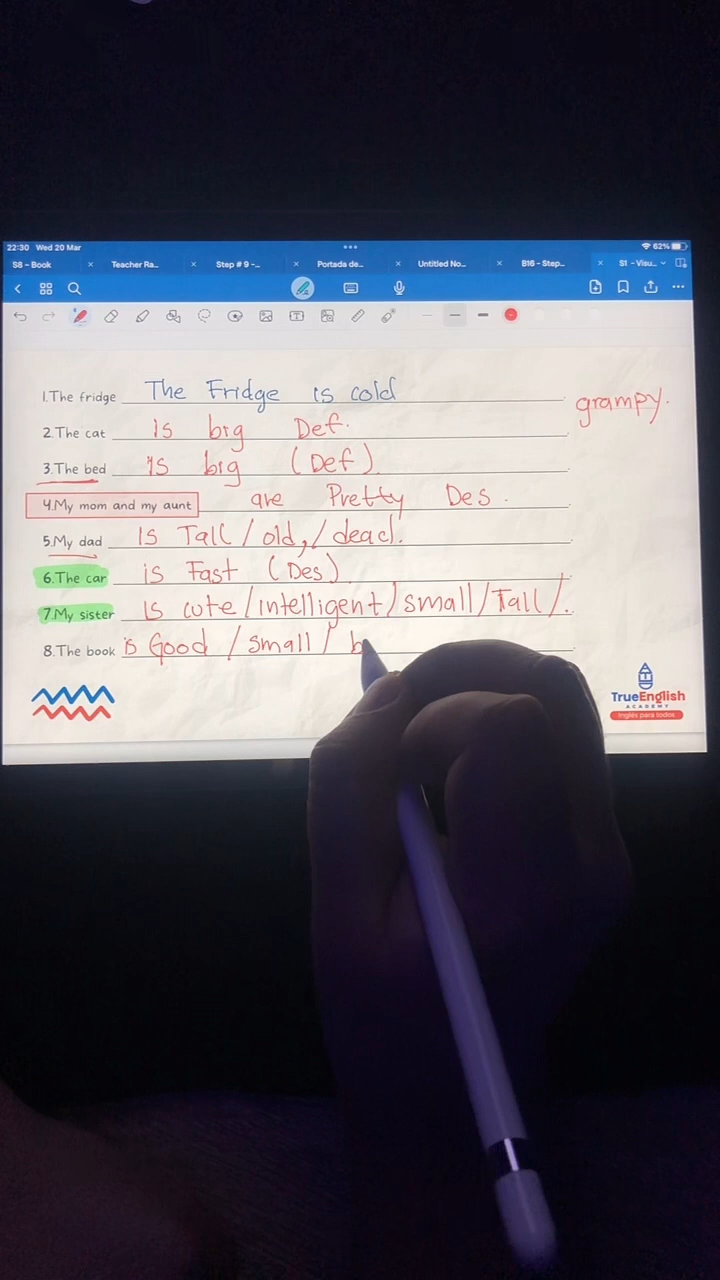 22:30 Wed 20 Mar
62%
S8 – Book
Teacher Ra...
Step # 9 –...
Portada de...
Untitled No...
B16 – Step...
S1 – Visu...
1.The fridge The Fridge is cold
grampy.
2.The cat is big Def.
3.The bed is big (Def)
4.My mom and my aunt are Pretty Des.
5.My dad is Tall / old, / dead.
6.The car is Fast (Des)
7.My sister is cute / intelligent / small / Tall / .
8.The book is Good / small / b
TrueEnglish
ACADEMY
Inglés para todos